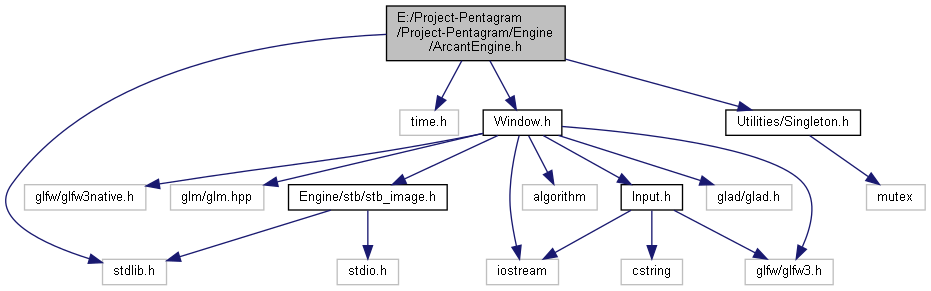 E:/Project-Pentagram
/Project-Pentagram/Engine
/ArcantEngine.h
time.h
Window.h
Utilities/Singleton.h
glfw/glfw3native.h
glm/glm.hpp
Engine/stb/stb_image.h
algorithm
Input.h
glad/glad.h
mutex
stdlib.h
stdio.h
iostream
cstring
glfw/glfw3.h